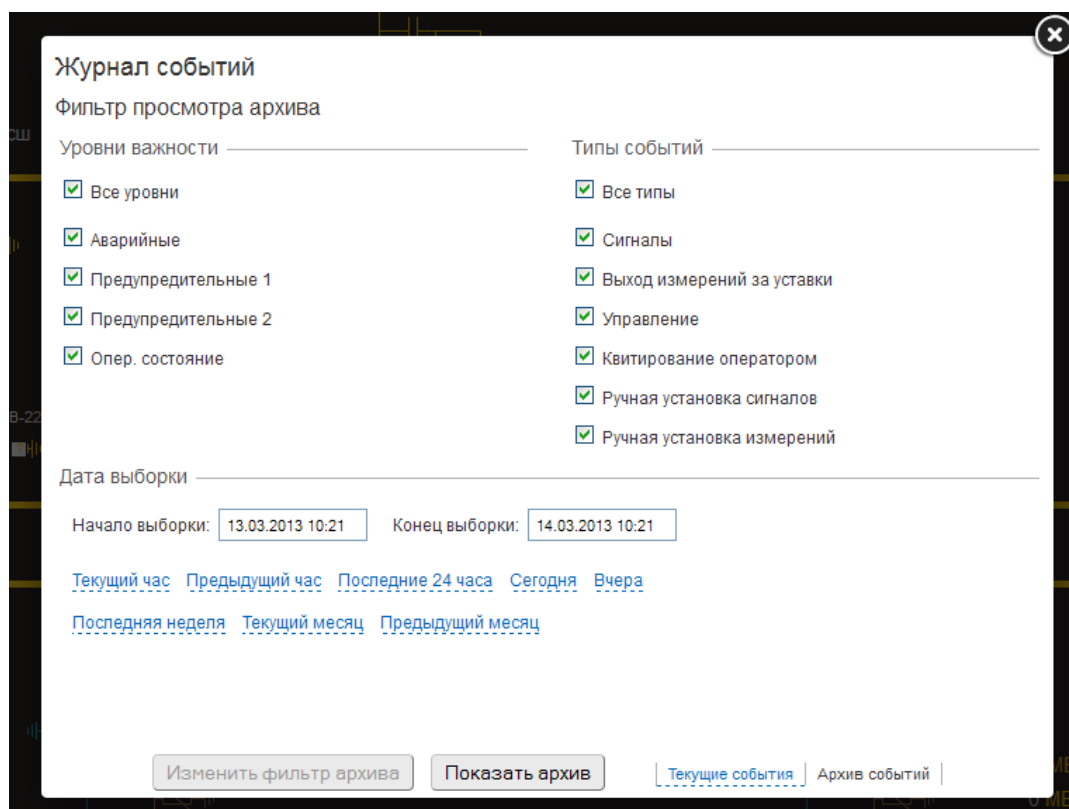 Журнал событий
Фильтр просмотра архива
сш
Уровни важности
Типы событий
Все уровни
Все типы
Аварийные
Сигналы
Предупредительные 1
Выход измерений за уставки
Предупредительные 2
Управление
Опер. состояние
Квитирование оператором
Ручная установка сигналов
В-22
Ручная установка измерений
Дата выборки
Начало выборки: 13.03.2013 10:21 Конец выборки: 14.03.2013 10:21
Текущий час Предыдущий час Последние 24 часа Сегодня Вчера
Последняя неделя Текущий месяц Предыдущий месяц
Изменить фильтр архива Показать архив Текущие события Архив событий